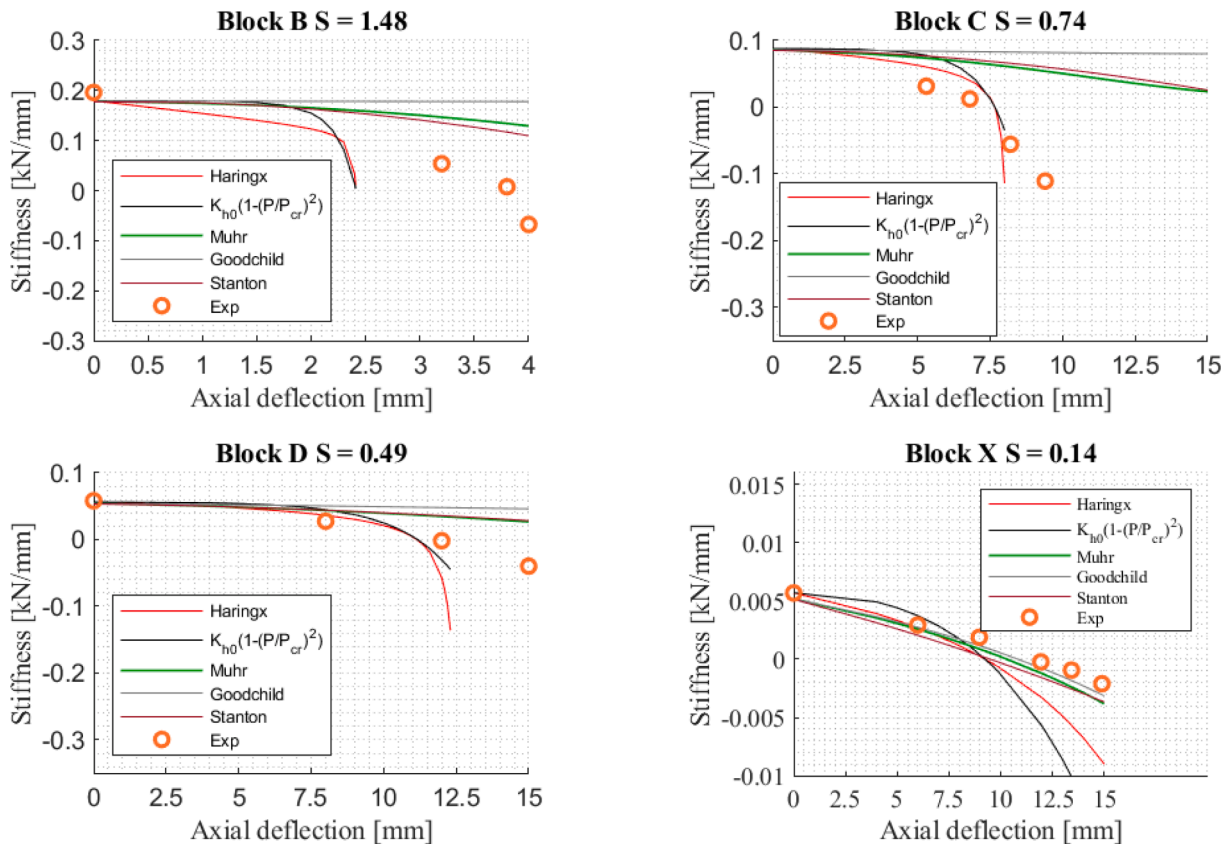 Block B S = 1.48
Stiffness [kN/mm]
0.3
0.2
0.1
0
-0.1
-0.2
-0.3
Haringx
K_h0(1-(P/P_cr)^2)
Muhr
Goodchild
Stanton
Exp
0 0.5 1 1.5 2 2.5 3 3.5 4
Axial deflection [mm]
Block C S = 0.74
Stiffness [kN/mm]
0.1
0
-0.1
-0.2
-0.3
Haringx
K_h0(1-(P/P_cr)^2)
Muhr
Goodchild
Stanton
Exp
0 2.5 5 7.5 10 12.5 15
Axial deflection [mm]
Block D S = 0.49
Stiffness [kN/mm]
0.1
0
-0.1
-0.2
-0.3
Haringx
K_h0(1-(P/P_cr)^2)
Muhr
Goodchild
Stanton
Exp
0 2.5 5 7.5 10 12.5 15
Axial deflection [mm]
Block X S = 0.14
Stiffness [kN/mm]
0.015
0.01
0.005
0
-0.005
-0.01
Haringx
K_h0(1-(P/P_cr)^2)
Muhr
Goodchild
Stanton
Exp
0 2.5 5 7.5 10 12.5 15
Axial deflection [mm]